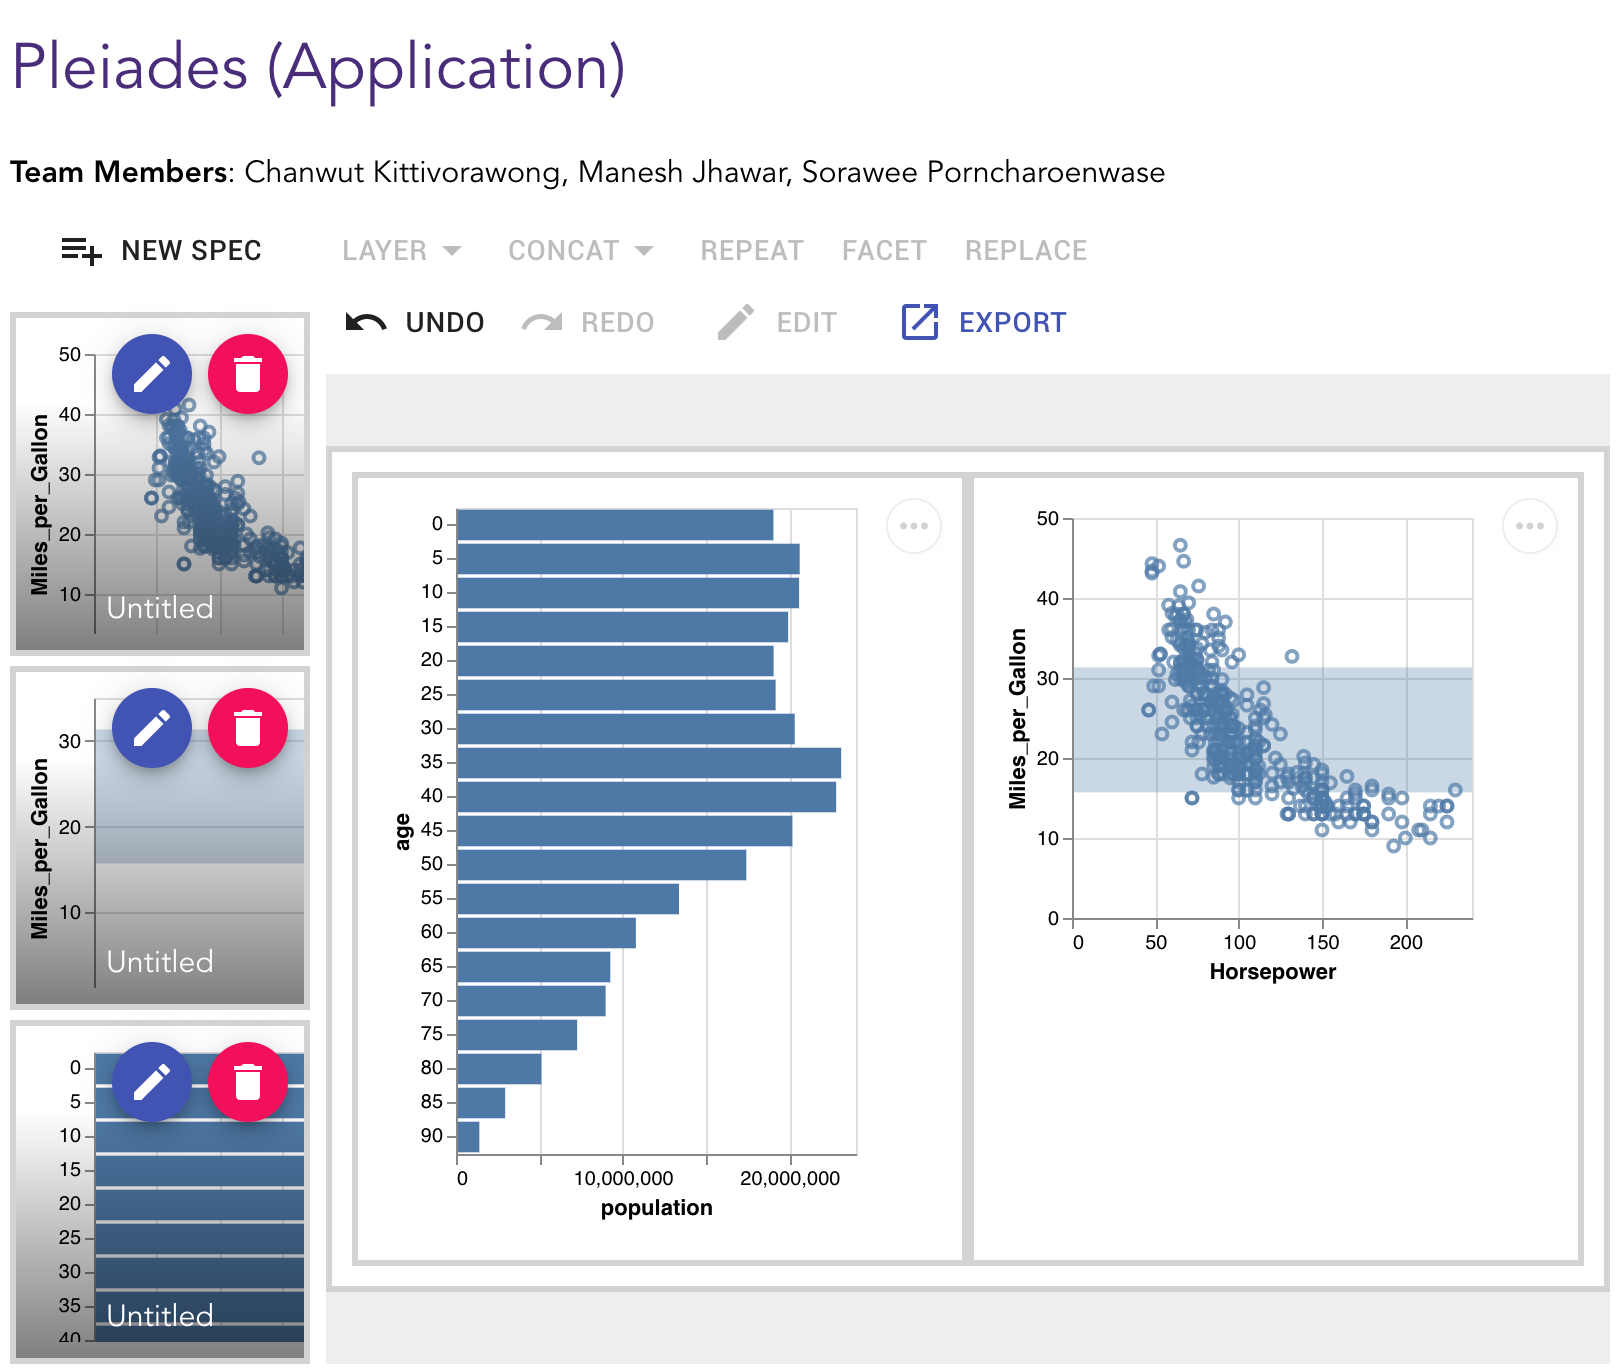 Pleiades (Application)
Team Members: Chanwut Kittivorawong, Manesh Jhawar, Sorawee Porncharoenwase
NEW SPEC
LAYER CONCAT REPEAT FACET REPLACE
UNDO REDO EDIT EXPORT
50
40
30
20
10
Miles_per_Gallon
Untitled
30
20
10
Miles_per_Gallon
Untitled
0
5
10
15
20
25
30
35
40
Untitled
age
0
5
10
15
20
25
30
35
40
45
50
55
60
65
70
75
80
85
90
0 10,000,000 20,000,000
population
Miles_per_Gallon
50
40
30
20
10
0
0 50 100 150 200
Horsepower